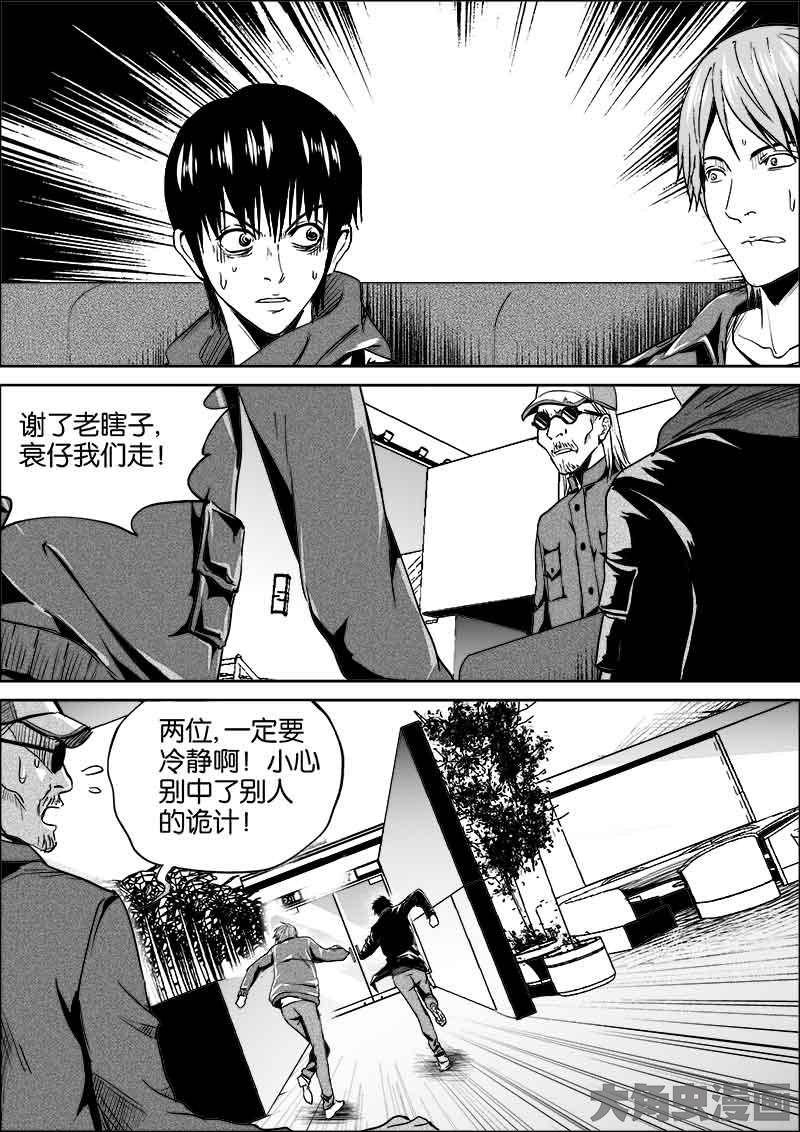 谢了老瞎子，
衰仔我们走！
两位，一定要
冷静啊！小心
别中了别人
的诡计！
大角虫漫画